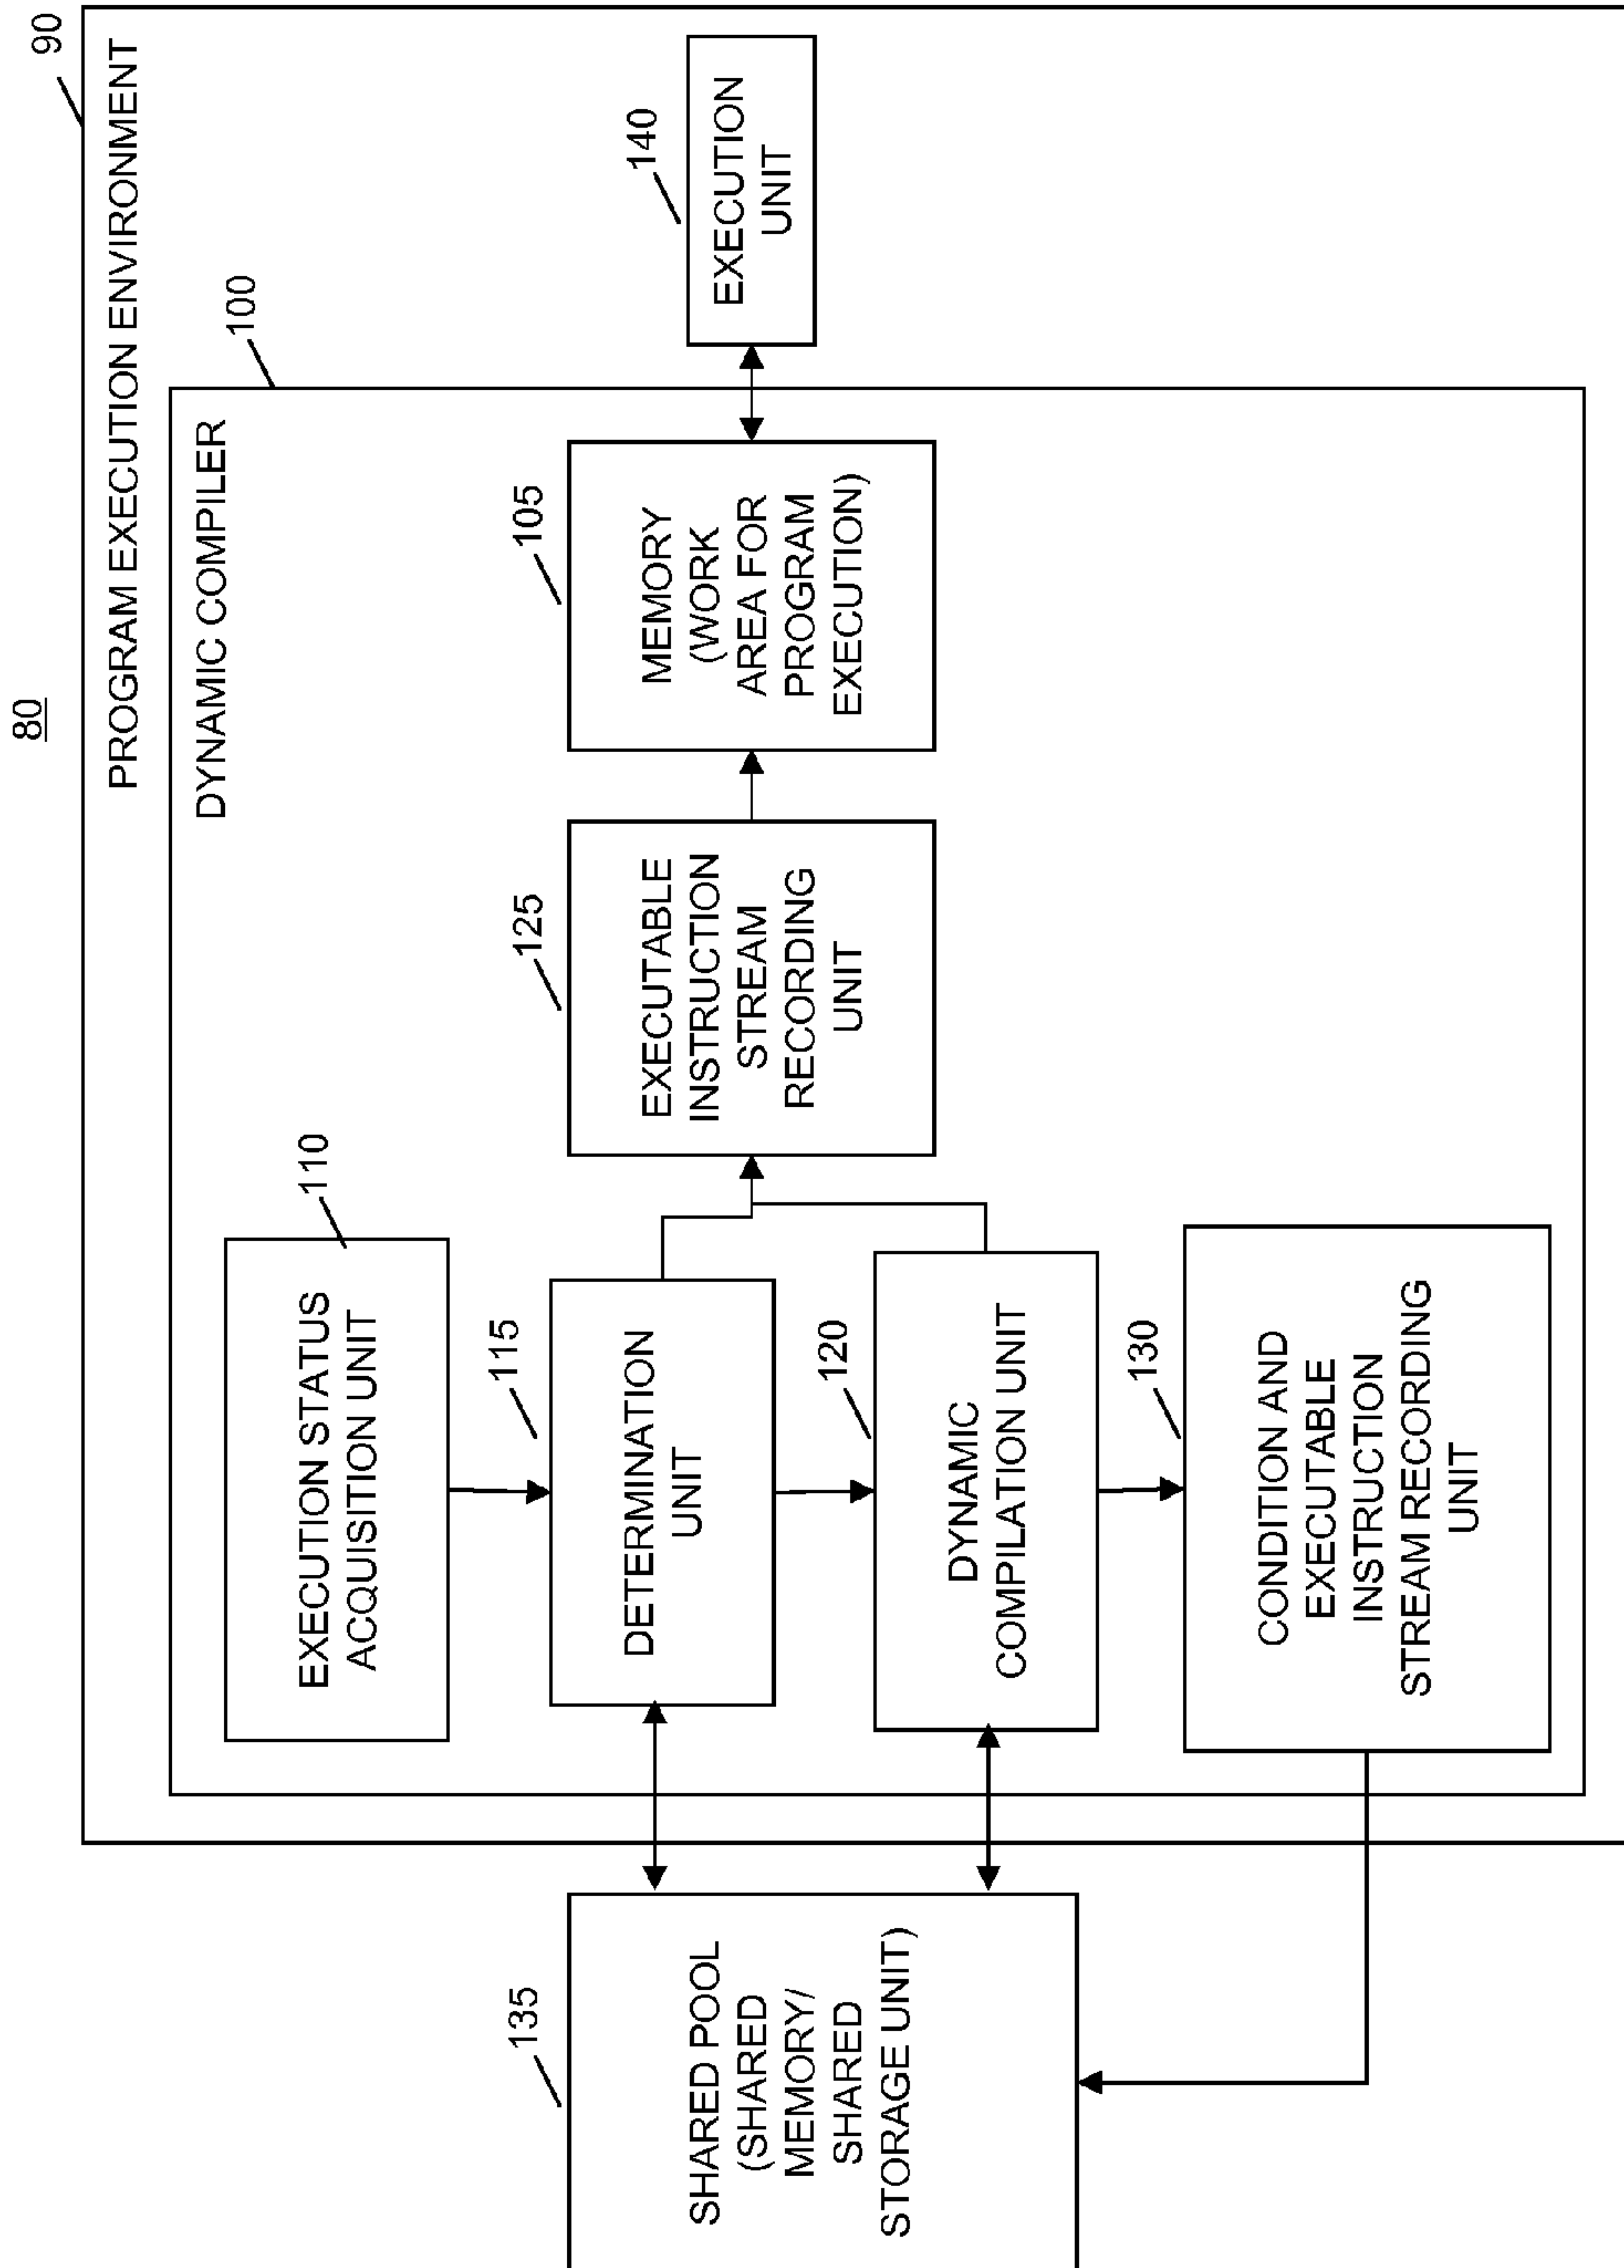 80
90
PROGRAM EXECUTION ENVIRONMENT
100
DYNAMIC COMPILER
110
EXECUTION STATUS
ACQUISITION UNIT
115
DETERMINATION
UNIT
120
DYNAMIC
COMPILATION UNIT
130
CONDITION AND
EXECUTABLE
INSTRUCTION
STREAM RECORDING
UNIT
125
EXECUTABLE
INSTRUCTION
STREAM
RECORDING
UNIT
105
MEMORY
(WORK
AREA FOR
PROGRAM
EXECUTION)
140
EXECUTION
UNIT
135
SHARED POOL
(SHARED
MEMORY/
SHARED
STORAGE UNIT)